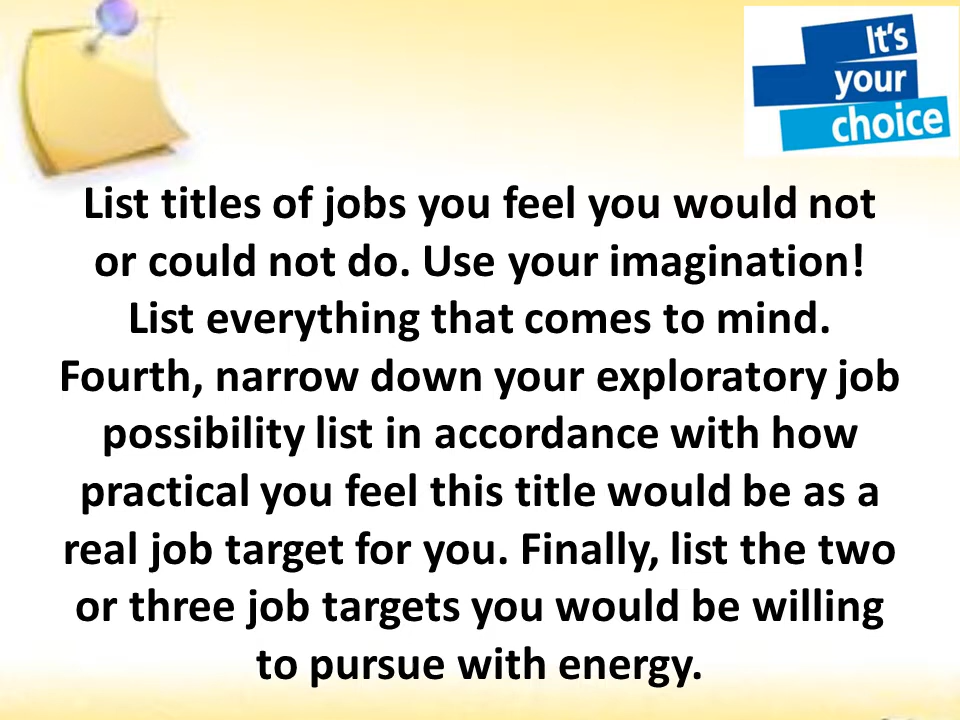 It's
your
choice
List titles of jobs you feel you would not
or could not do. Use your imagination!
List everything that comes to mind.
Fourth, narrow down your exploratory job
possibility list in accordance with how
practical you feel this title would be as a
real job target for you. Finally, list the two
or three job targets you would be willing
to pursue with energy.